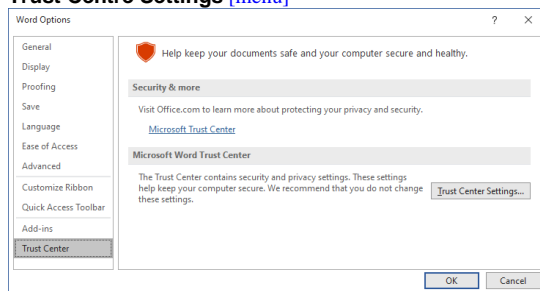 Trust Centre Settings [menu]
Word Options
? ×
General
Display
Proofing
Save
Language
Ease of Access
Advanced
Customize Ribbon
Quick Access Toolbar
Add-ins
Trust Center
Help keep your documents safe and your computer secure and healthy.
Security & more
Visit Office.com to learn more about protecting your privacy and security.
Microsoft Trust Center
Microsoft Word Trust Center
The Trust Center contains security and privacy settings. These settings
help keep your computer secure. We recommend that you do not change
these settings.
Trust Center Settings...
OK Cancel